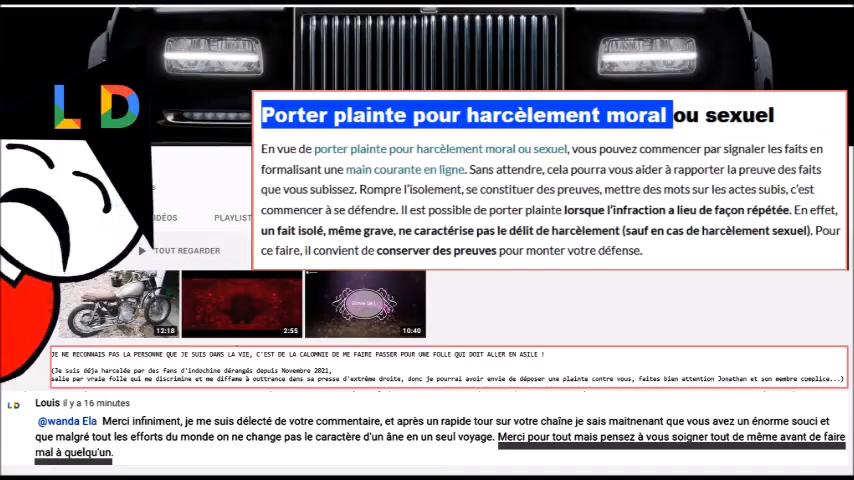 L D
Porter plainte pour harcèlement moral ou sexuel
En vue de porter plainte pour harcèlement moral ou sexuel, vous pouvez commencer par signaler les faits en
formalisant une main courante en ligne. Sans attendre, cela pourra vous aider à rapporter la preuve des faits
que vous subissez. Rompre l'isolement, se constituer des preuves, mettre des mots sur les actes subis, c'est
commencer à se défendre. Il est possible de porter plainte lorsque l'infraction a lieu de façon répétée. En effet,
un fait isolé, même grave, ne caractérise pas le délit de harcèlement (sauf en cas de harcèlement sexuel). Pour
ce faire, il convient de conserver des preuves pour monter votre défense.
s
IDÉOS PLAYLIST
TOUT REGARDER
12:18 2:55 10:40
JE NE RECONNAIS PAS LA PERSONNE QUE JE SUIS DANS LA VIE, C'EST DE LA CALOMNIE DE ME FAIRE PASSER POUR UNE FOLLE QUI DOIT ALLER EN ASILE !
(Je suis déja harcelée par des fans d'indochine dérangés depuis Novembre 2021,
salie par vraie folle qui me discrimine et me diffame à outtrance dans sa presse d'extrême droite, donc je pourrai avoir envie de déposer une plainte contre vous, faites bien attention Jonathan et son membre complice...)
LD Louis il y a 16 minutes
@wanda Ela Merci infiniment, je me suis délecté de votre commentaire, et après un rapide tour sur votre chaîne je sais maitnenant que vous avez un énorme souci et
que malgré tout les efforts du monde on ne change pas le caractère d'un âne en un seul voyage. Merci pour tout mais pensez à vous soigner tout de même avant de faire
mal à quelqu'un.